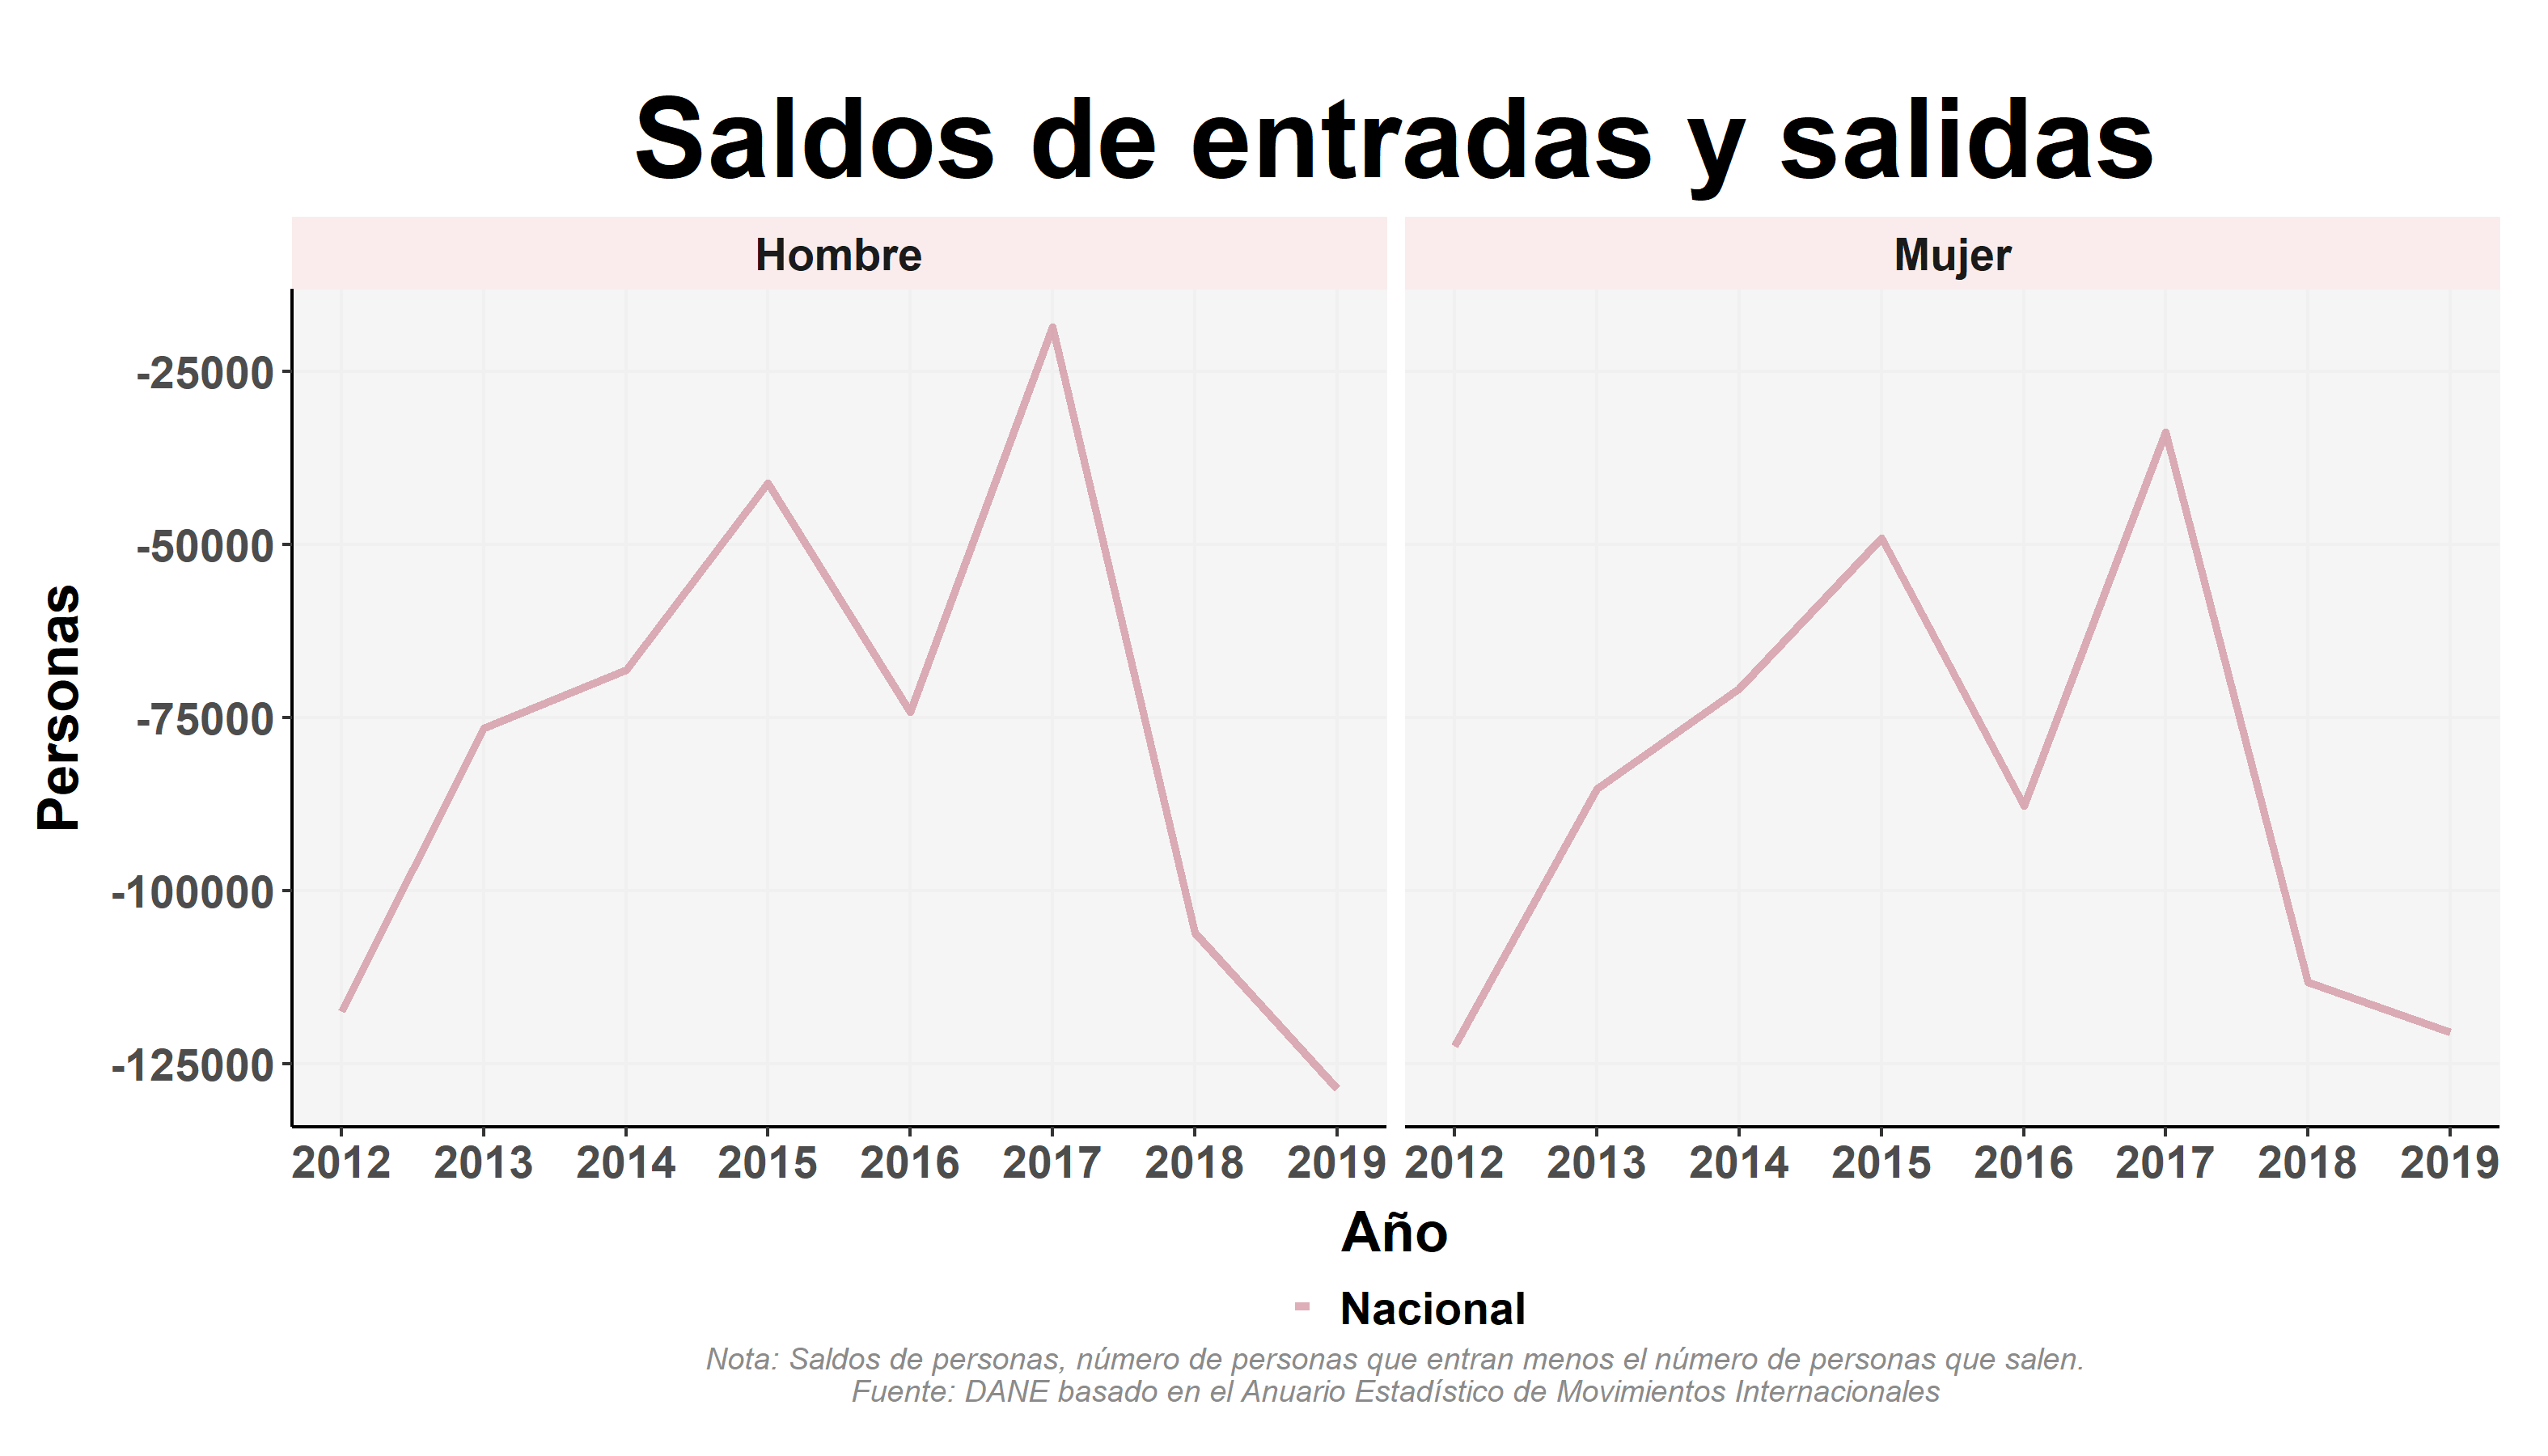 Saldos de entradas y salidas
Hombre
Mujer
Personas
-25000
-50000
-75000
-100000
-125000
2012 2013 2014 2015 2016 2017 2018 2019
2012 2013 2014 2015 2016 2017 2018 2019
Año
Nacional
Nota: Saldos de personas, número de personas que entran menos el número de personas que salen.
Fuente: DANE basado en el Anuario Estadístico de Movimientos Internacionales